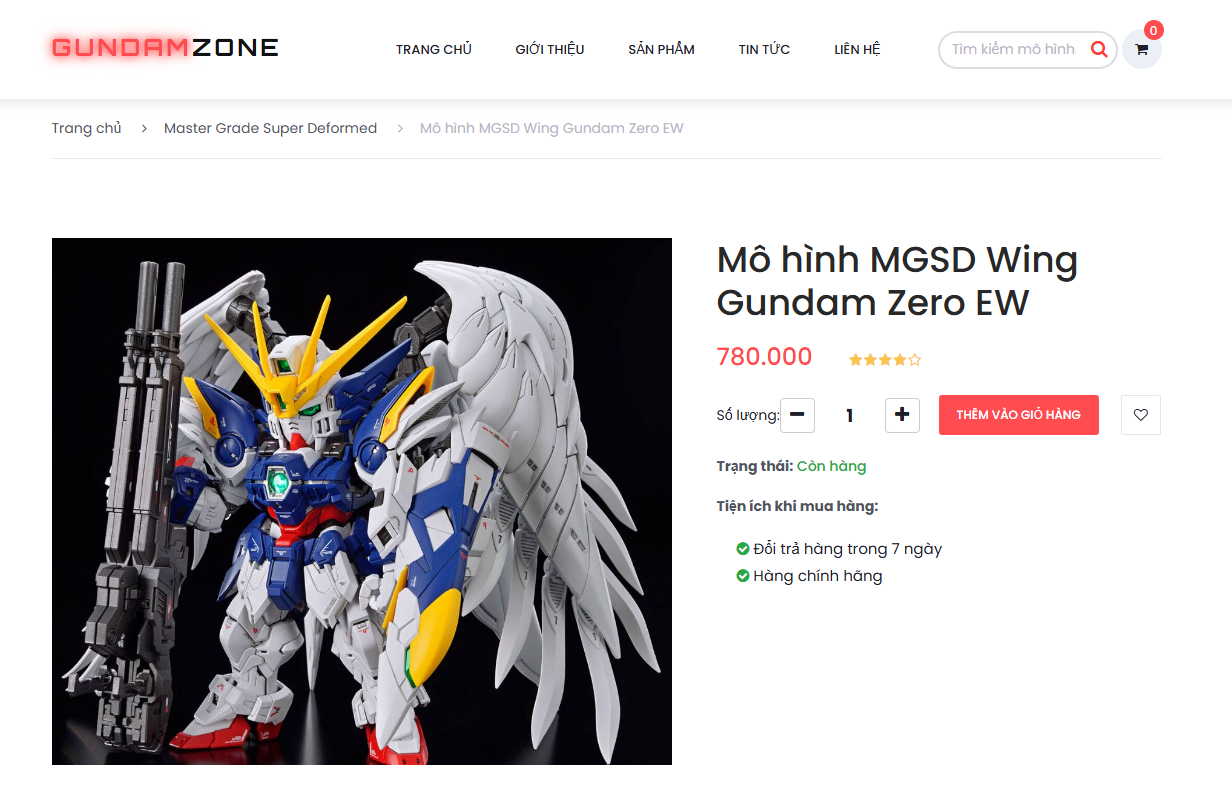 GUNDAMZONE
TRANG CHỦ
GIỚI THIỆU
SẢN PHẨM
TIN TỨC
LIÊN HỆ
Tìm kiếm mô hình
0
Trang chủ > Master Grade Super Deformed > Mô hình MGSD Wing Gundam Zero EW
Mô hình MGSD Wing
Gundam Zero EW
780.000
Số lượng: 1
THÊM VÀO GIỎ HÀNG
Trạng thái: Còn hàng
Tiện ích khi mua hàng:
Đổi trả hàng trong 7 ngày
Hàng chính hãng